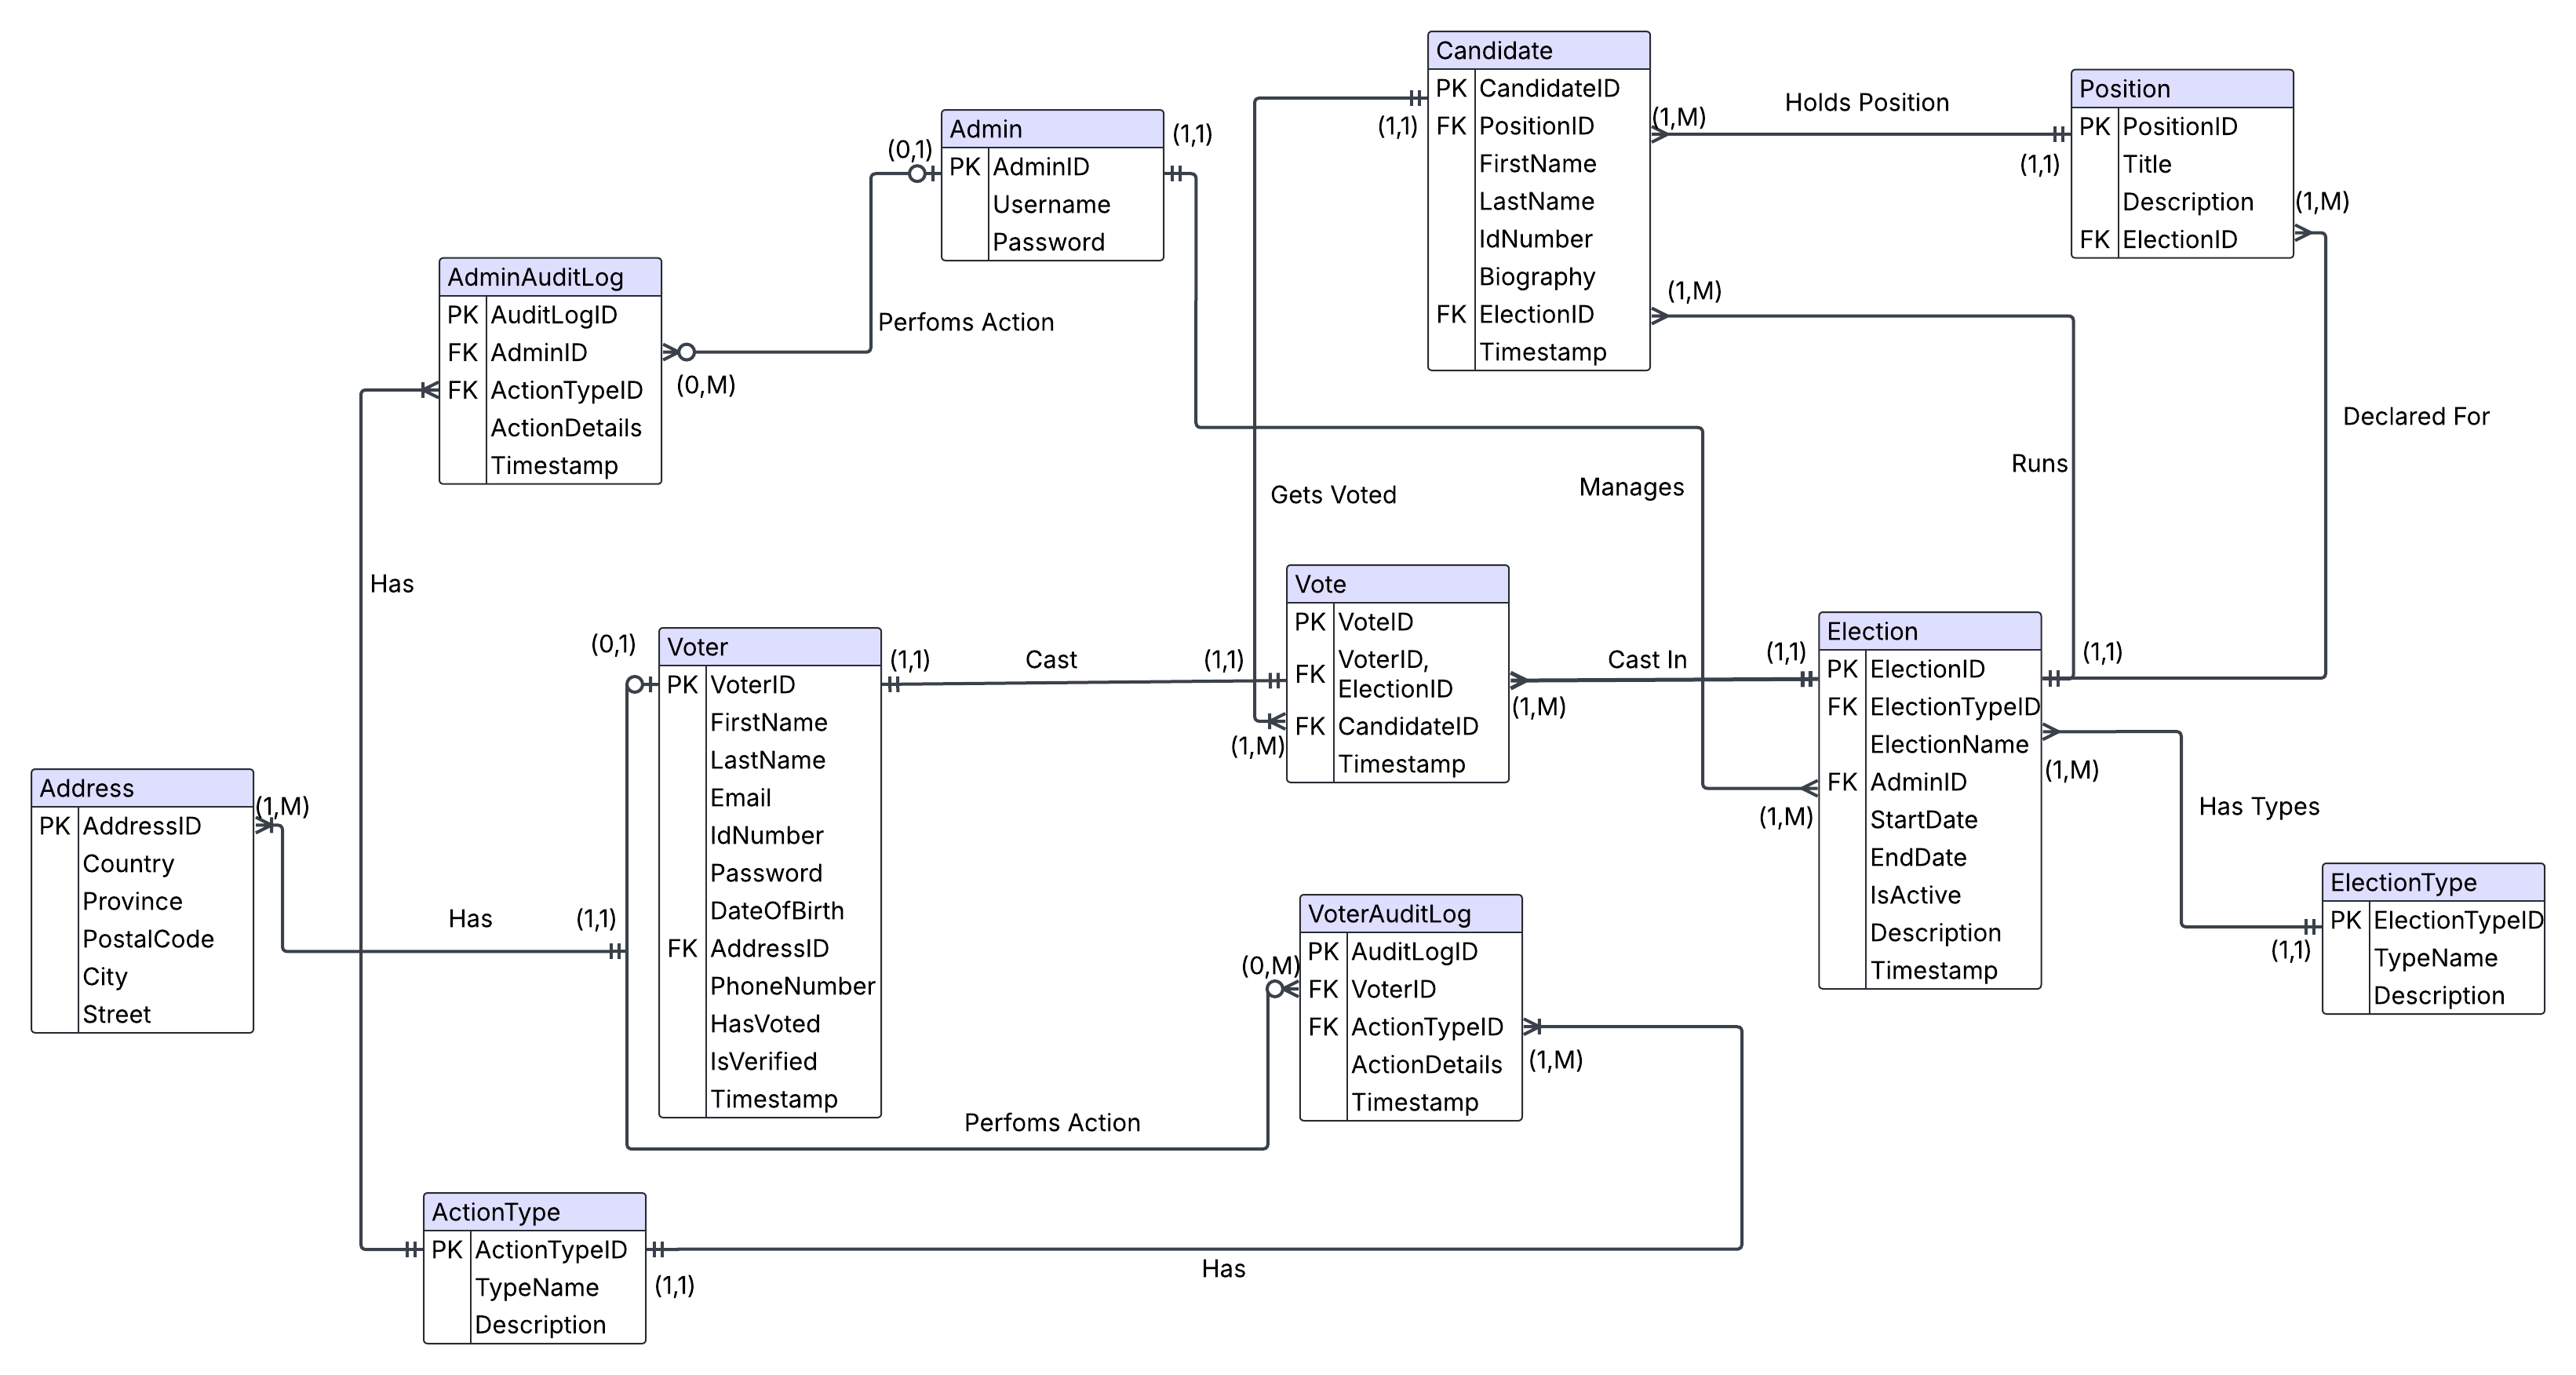 Candidate
PK CandidateID
FK PositionID
FirstName
LastName
IdNumber
Biography
FK ElectionID
Timestamp
(1,1)
(1,M)
Holds Position
(1,1)
(1,M)
Position
PK PositionID
Title
Description
FK ElectionID
(1,M)
Declared For
Runs
Admin
PK AdminID
Username
Password
(0,1)
(1,1)
Perfoms Action
AdminAuditLog
PK AuditLogID
FK AdminID
FK ActionTypeID
ActionDetails
Timestamp
(0,M)
Has
Gets Voted
Manages
Vote
PK VoteID
FK VoterID,
ElectionID
FK CandidateID
Timestamp
(1,1)
(1,M)
(1,M)
Cast
Cast In
Election
PK ElectionID
FK ElectionTypeID
ElectionName
FK AdminID
StartDate
EndDate
IsActive
Description
Timestamp
(1,1)
(1,1)
(1,M)
(1,M)
Has Types
ElectionType
PK ElectionTypeID
TypeName
Description
(1,1)
Voter
PK VoterID
FirstName
LastName
Email
IdNumber
Password
DateOfBirth
FK AddressID
PhoneNumber
HasVoted
IsVerified
Timestamp
(0,1)
(1,1)
(1,1)
Has
Address
PK AddressID
Country
Province
PostalCode
City
Street
(1,M)
VoterAuditLog
PK AuditLogID
FK VoterID
FK ActionTypeID
ActionDetails
Timestamp
(0,M)
(1,M)
Perfoms Action
ActionType
PK ActionTypeID
TypeName
Description
(1,1)
Has